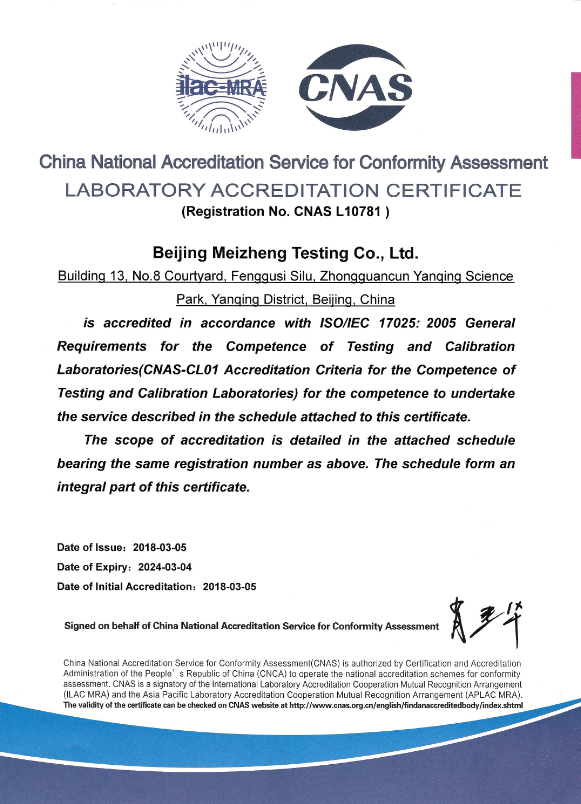 ilac-MRA
CNAS
China National Accreditation Service for Conformity Assessment
LABORATORY ACCREDITATION CERTIFICATE
(Registration No. CNAS L10781 )
Beijing Meizheng Testing Co., Ltd.
Building 13, No.8 Courtyard, Fenggusi Silu, Zhongguancun Yanqing Science
Park, Yanqing District, Beijing, China
is accredited in accordance with ISO/IEC 17025: 2005 General
Requirements for the Competence of Testing and Calibration
Laboratories(CNAS-CL01 Accreditation Criteria for the Competence of
Testing and Calibration Laboratories) for the competence to undertake
the service described in the schedule attached to this certificate.
The scope of accreditation is detailed in the attached schedule
bearing the same registration number as above. The schedule form an
integral part of this certificate.
Date of Issue：2018-03-05
Date of Expiry：2024-03-04
Date of Initial Accreditation：2018-03-05
Signed on behalf of China National Accreditation Service for Conformity Assessment
China National Accreditation Service for Conformity Assessment(CNAS) is authorized by Certification and Accreditation
Administration of the People’s Republic of China (CNCA) to operate the national accreditation schemes for conformity
assessment. CNAS is a signatory of the International Laboratory Accreditation Cooperation Mutual Recognition Arrangement
(ILAC MRA) and the Asia Pacific Laboratory Accreditation Cooperation Mutual Recognition Arrangement (APLAC MRA).
The validity of the certificate can be checked on CNAS website at http://www.cnas.org.cn/english/findanaccreditedbody/index.shtml